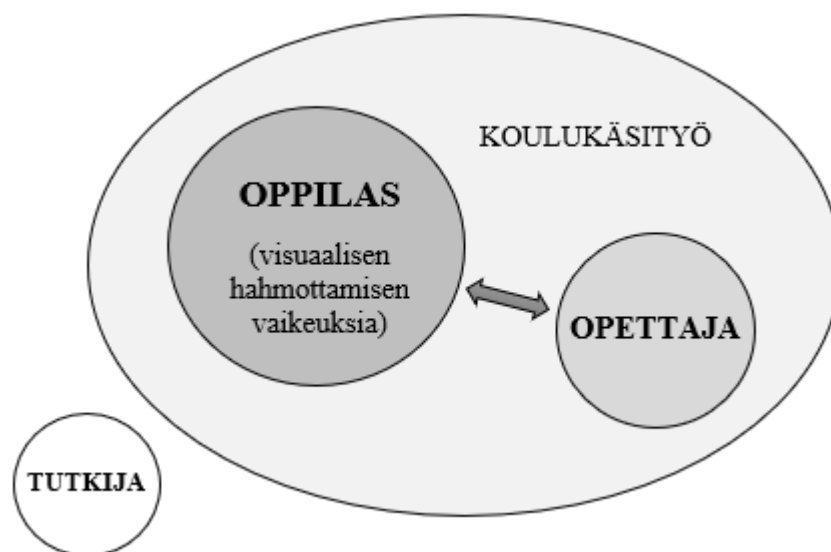 KOULUKÄSITYÖ
OPPILAS
(visuaalisen
hahmottamisen
vaikeuksia)
OPETTAJA
TUTKIJA